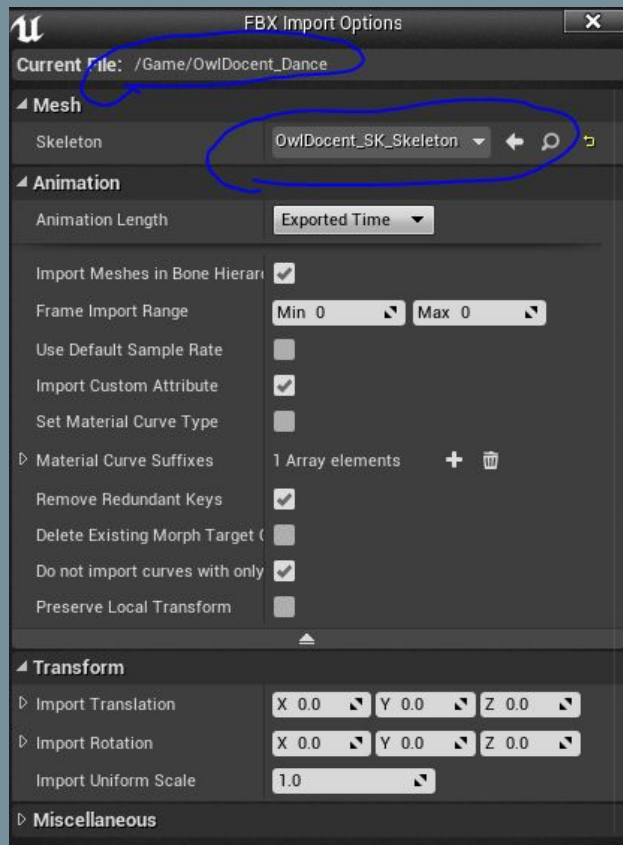 FBX Import Options
Current File: /Game/OwlDocent_Dance
Mesh
Skeleton OwlDocent_SK_Skeleton
Animation
Animation Length Exported Time
Import Meshes in Bone Hierar
Frame Import Range Min 0 Max 0
Use Default Sample Rate
Import Custom Attribute
Set Material Curve Type
Material Curve Suffixes 1 Array elements
Remove Redundant Keys
Delete Existing Morph Target C
Do not import curves with only
Preserve Local Transform
Transform
Import Translation X 0.0 Y 0.0 Z 0.0
Import Rotation X 0.0 Y 0.0 Z 0.0
Import Uniform Scale 1.0
Miscellaneous